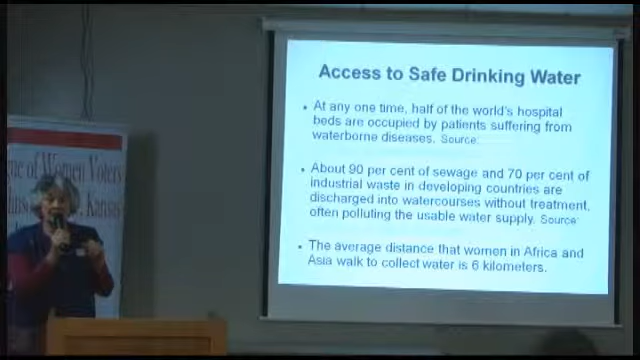 Access to Safe Drinking Water
• At any one time, half of the world's hospital
beds are occupied by patients suffering from
waterborne diseases. Source:
• About 90 per cent of sewage and 70 per cent of
industrial waste in developing countries are
discharged into watercourses without treatment,
often polluting the usable water supply. Source:
• The average distance that women in Africa and
Asia walk to collect water is 6 kilometers.
of Women Voters
Kansas